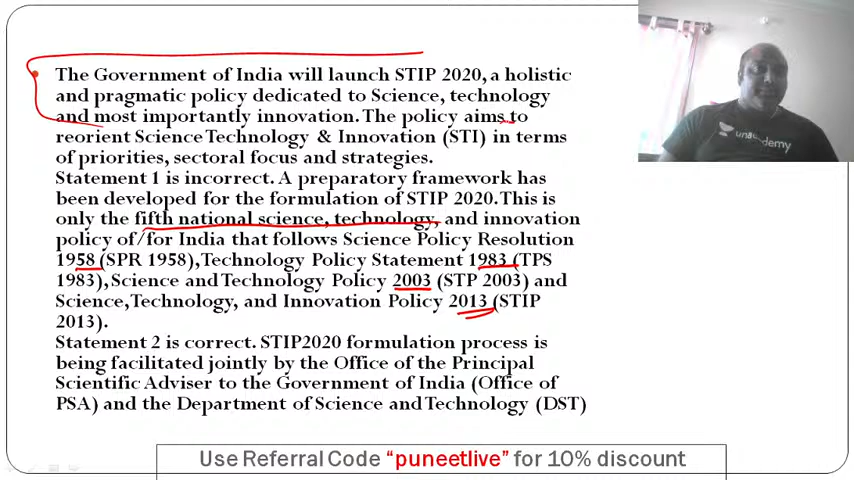 The Government of India will launch STIP 2020, a holistic
and pragmatic policy dedicated to Science, technology
and most importantly innovation. The policy aims to
reorient Science Technology & Innovation (STI) in terms
of priorities, sectoral focus and strategies.
Statement 1 is incorrect. A preparatory framework has
been developed for the formulation of STIP 2020. This is
only the fifth national science, technology, and innovation
policy of/for India that follows Science Policy Resolution
1958 (SPR 1958), Technology Policy Statement 1983 (TPS
1983), Science and Technology Policy 2003 (STP 2003) and
Science, Technology, and Innovation Policy 2013 (STIP
2013).
Statement 2 is correct. STIP2020 formulation process is
being facilitated jointly by the Office of the Principal
Scientific Adviser to the Government of India (Office of
PSA) and the Department of Science and Technology (DST)
unacademy
Use Referral Code “puneetlive” for 10% discount